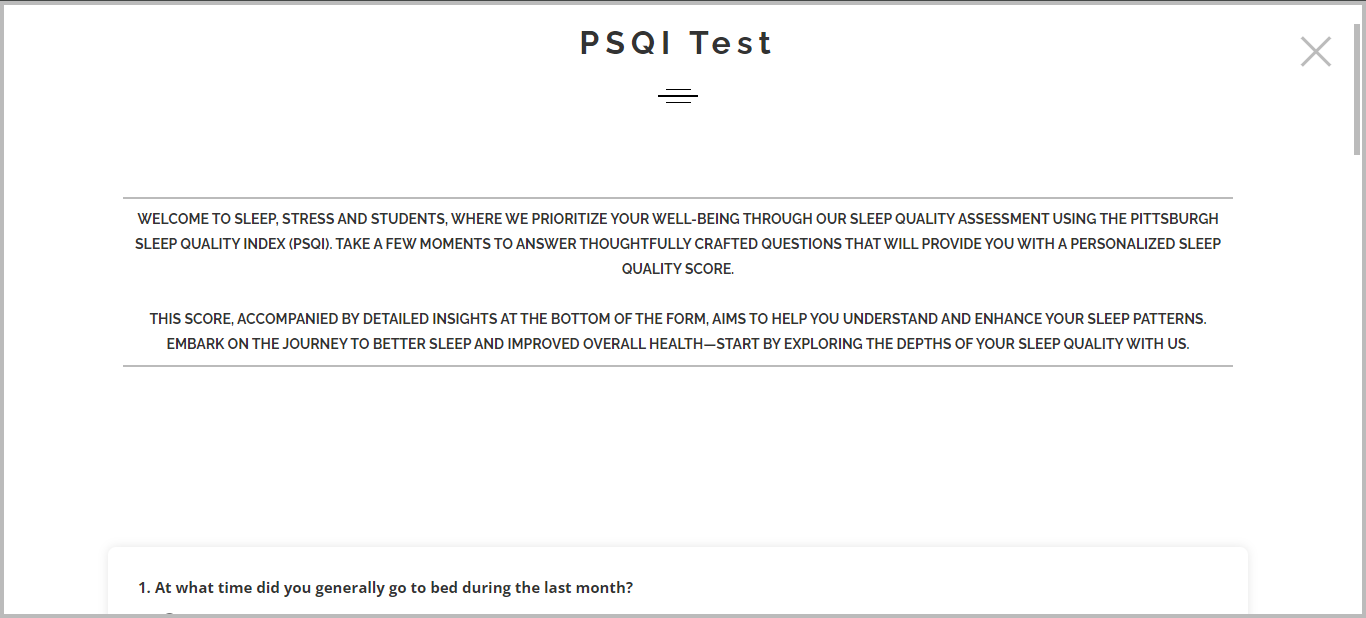 PSQI Test
WELCOME TO SLEEP, STRESS AND STUDENTS, WHERE WE PRIORITIZE YOUR WELL-BEING THROUGH OUR SLEEP QUALITY ASSESSMENT USING THE PITTSBURGH
SLEEP QUALITY INDEX (PSQI). TAKE A FEW MOMENTS TO ANSWER THOUGHTFULLY CRAFTED QUESTIONS THAT WILL PROVIDE YOU WITH A PERSONALIZED SLEEP
QUALITY SCORE.
THIS SCORE, ACCOMPANIED BY DETAILED INSIGHTS AT THE BOTTOM OF THE FORM, AIMS TO HELP YOU UNDERSTAND AND ENHANCE YOUR SLEEP PATTERNS.
EMBARK ON THE JOURNEY TO BETTER SLEEP AND IMPROVED OVERALL HEALTH—START BY EXPLORING THE DEPTHS OF YOUR SLEEP QUALITY WITH US.
1. At what time did you generally go to bed during the last month?